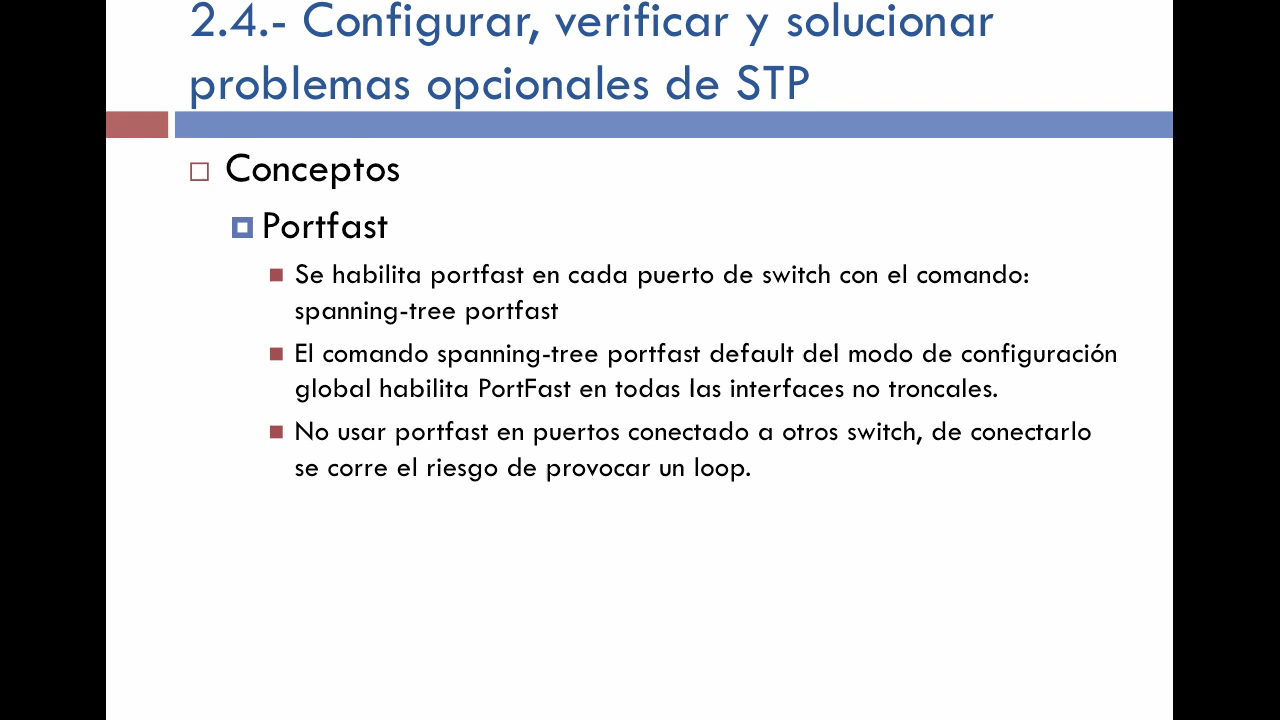 2.4.- Configurar, verificar y solucionar
problemas opcionales de STP
Conceptos
Portfast
Se habilita portfast en cada puerto de switch con el comando:
spanning-tree portfast
El comando spanning-tree portfast default del modo de configuración
global habilita PortFast en todas las interfaces no troncales.
No usar portfast en puertos conectado a otros switch, de conectarlo
se corre el riesgo de provocar un loop.